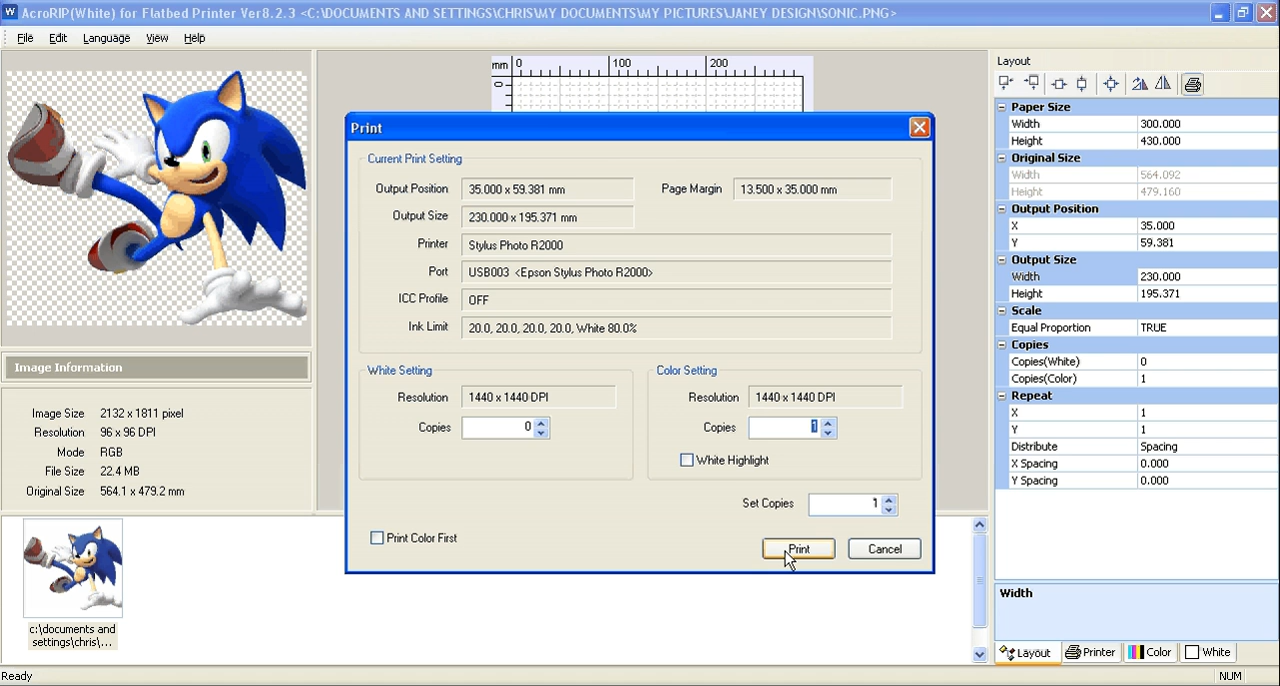 AcroRIP(White) for Flatbed Printer Ver8.2.3 <C:\DOCUMENTS AND SETTINGS\CHRIS\MY DOCUMENTS\MY PICTURES\JANEY DESIGN\SONIC.PNG>
File Edit Language View Help
mm 0 100 200
0
Layout
Paper Size
Width 300.000
Height 430.000
Original Size
Width 564.092
Height 479.160
Output Position
X 35.000
Y 59.381
Output Size
Width 230.000
Height 195.371
Scale
Equal Proportion TRUE
Copies
Copies(White) 0
Copies(Color) 1
Repeat
X 1
Y 1
Distribute Spacing
X Spacing 0.000
Y Spacing 0.000
Width
Layout Printer Color White
Print
Current Print Setting
Output Position 35.000 x 59.381 mm Page Margin 13.500 x 35.000 mm
Output Size 230.000 x 195.371 mm
Printer Stylus Photo R2000
Port USB003 <Epson Stylus Photo R2000>
ICC Profile OFF
Ink Limit 20.0, 20.0, 20.0, 20.0, White 80.0%
White Setting
Resolution 1440 x 1440 DPI
Copies 0
Color Setting
Resolution 1440 x 1440 DPI
Copies 1
White Highlight
Set Copies 1
Print Color First
Print Cancel
Image Information
Image Size 2132 x 1811 pixel
Resolution 96 x 96 DPI
Mode RGB
File Size 22.4 MB
Original Size 564.1 x 479.2 mm
c:\documents and
settings\chris\...
Ready NUM